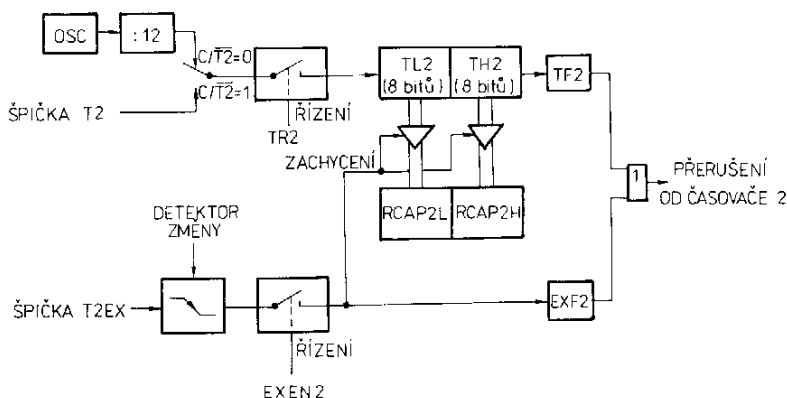 OSC
:12
C/T2=0
C/T2=1
ŠPIČKA T2
ŘÍZENÍ
TR2
TL2
(8 bitů)
TH2
(8 bitů)
TF2
ZACHYCENÍ
RCAP2L
RCAP2H
1
PŘERUŠENÍ
OD ČASOVAČE 2
DETEKTOR
ZMĚNY
ŠPIČKA T2EX
ŘÍZENÍ
EXEN2
EXF2